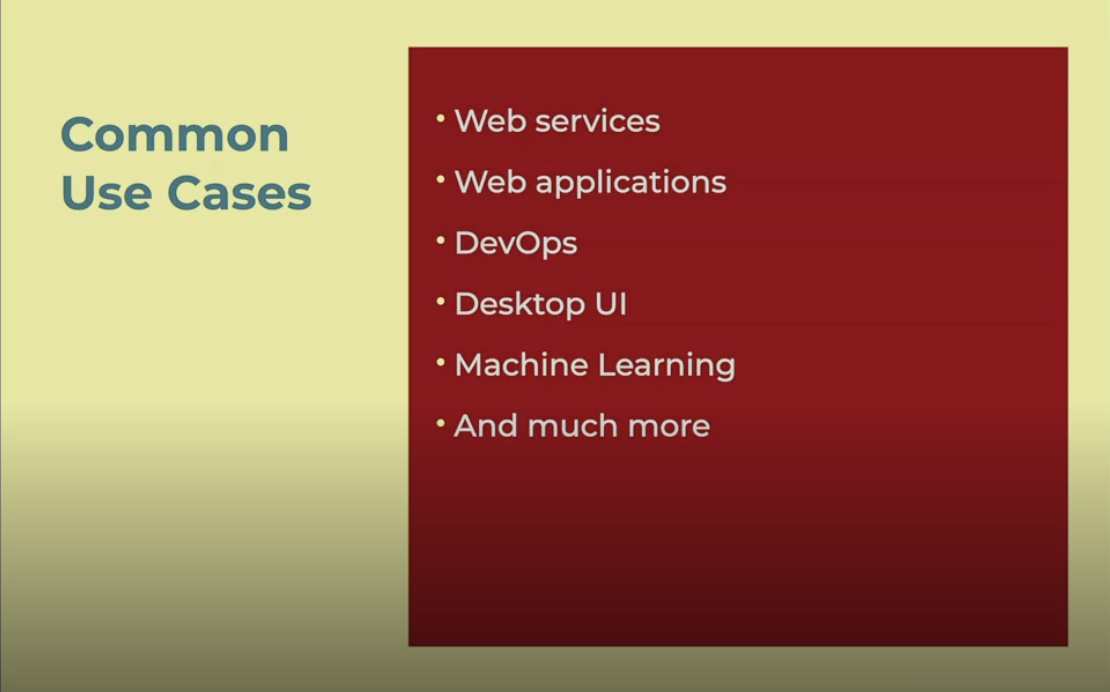 Common
Use Cases
• Web services
• Web applications
• DevOps
• Desktop UI
• Machine Learning
• And much more